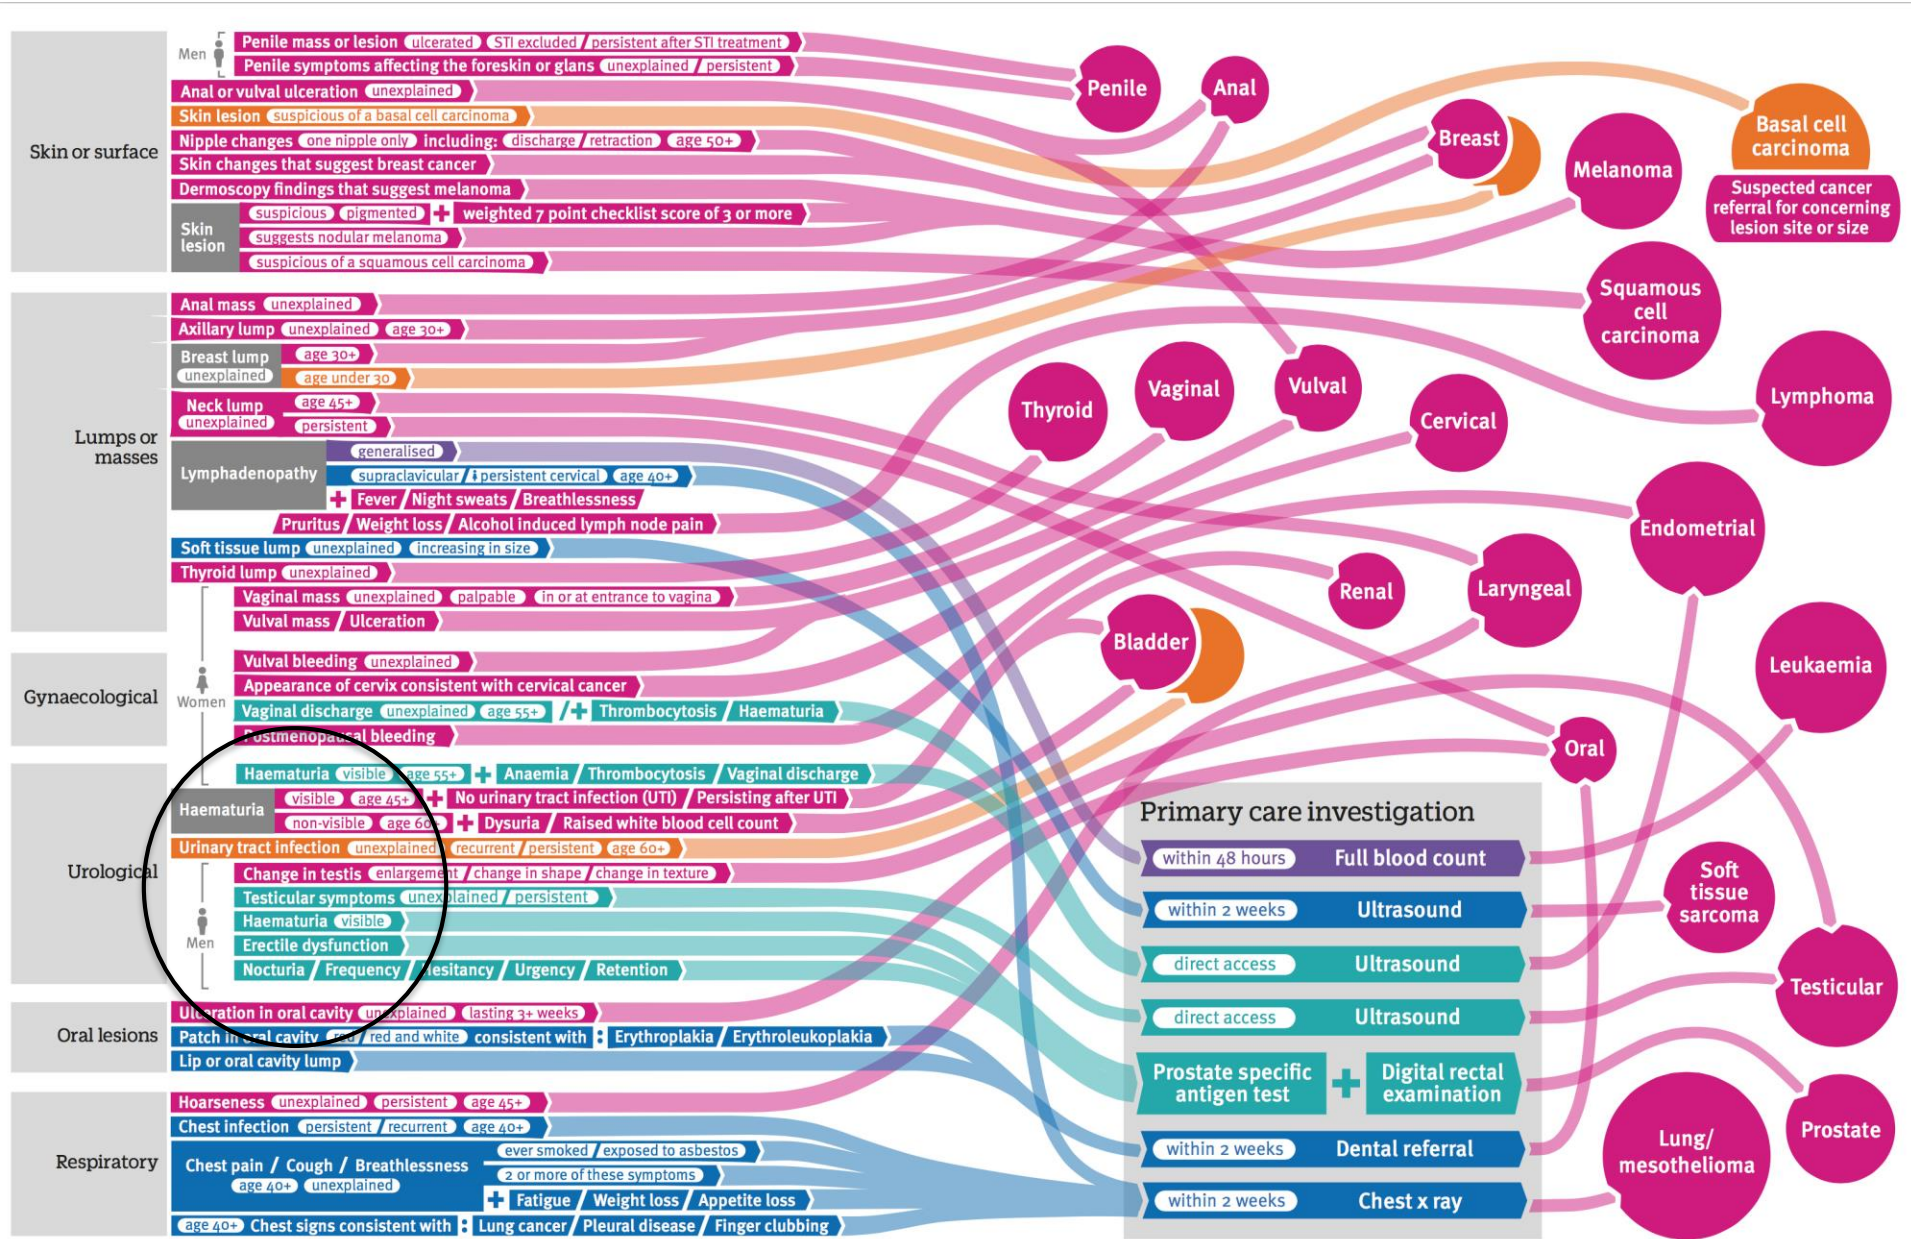 Skin or surface
Men
Penile mass or lesion ulcerated STI excluded / persistent after STI treatment
Penile symptoms affecting the foreskin or glans unexplained / persistent
Anal or vulval ulceration unexplained
Skin lesion suspicious of a basal cell carcinoma
Nipple changes one nipple only including: discharge / retraction age 50+
Skin changes that suggest breast cancer
Dermoscopy findings that suggest melanoma
Skin
lesion
suspicious pigmented + weighted 7 point checklist score of 3 or more
suggests nodular melanoma
suspicious of a squamous cell carcinoma
Lumps or
masses
Anal mass unexplained
Axillary lump unexplained age 30+
Breast lump
unexplained
age 30+
age under 30
Neck lump
unexplained
age 45+
persistent
Lymphadenopathy
generalised
supraclavicular / persistent cervical age 40+
+ Fever / Night sweats / Breathlessness
Pruritus / Weight loss / Alcohol induced lymph node pain
Soft tissue lump unexplained increasing in size
Thyroid lump unexplained
Women
Vaginal mass unexplained palpable in or at entrance to vagina
Vulval mass / Ulceration
Gynaecological
Vulval bleeding unexplained
Appearance of cervix consistent with cervical cancer
Vaginal discharge unexplained age 55+ /+ Thrombocytosis / Haematuria
Postmenopausal bleeding
Urological
Haematuria visible age 55+ + Anaemia / Thrombocytosis / Vaginal discharge
Haematuria
visible age 45+ + No urinary tract infection (UTI) / Persisting after UTI
non-visible age 60+ + Dysuria / Raised white blood cell count
Urinary tract infection unexplained recurrent / persistent age 60+
Men
Change in testis enlargement / change in shape / change in texture
Testicular symptoms unexplained / persistent
Haematuria visible
Erectile dysfunction
Nocturia / Frequency / Hesitancy / Urgency / Retention
Oral lesions
Ulceration in oral cavity unexplained lasting 3+ weeks
Patch in oral cavity red / red and white consistent with : Erythroplakia / Erythroleukoplakia
Lip or oral cavity lump
Respiratory
Hoarseness unexplained persistent age 45+
Chest infection persistent / recurrent age 40+
Chest pain / Cough / Breathlessness
age 40+ unexplained
ever smoked / exposed to asbestos
2 or more of these symptoms
+ Fatigue / Weight loss / Appetite loss
age 40+ Chest signs consistent with : Lung cancer / Pleural disease / Finger clubbing
Penile
Anal
Breast
Melanoma
Basal cell
carcinoma
Suspected cancer
referral for concerning
lesion site or size
Squamous
cell
carcinoma
Lymphoma
Thyroid
Vaginal
Vulval
Cervical
Endometrial
Renal
Laryngeal
Bladder
Leukaemia
Oral
Primary care investigation
within 48 hours Full blood count
within 2 weeks Ultrasound
direct access Ultrasound
direct access Ultrasound
Prostate specific
antigen test
+
Digital rectal
examination
within 2 weeks Dental referral
within 2 weeks Chest x ray
Soft
tissue
sarcoma
Testicular
Prostate
Lung/
mesothelioma